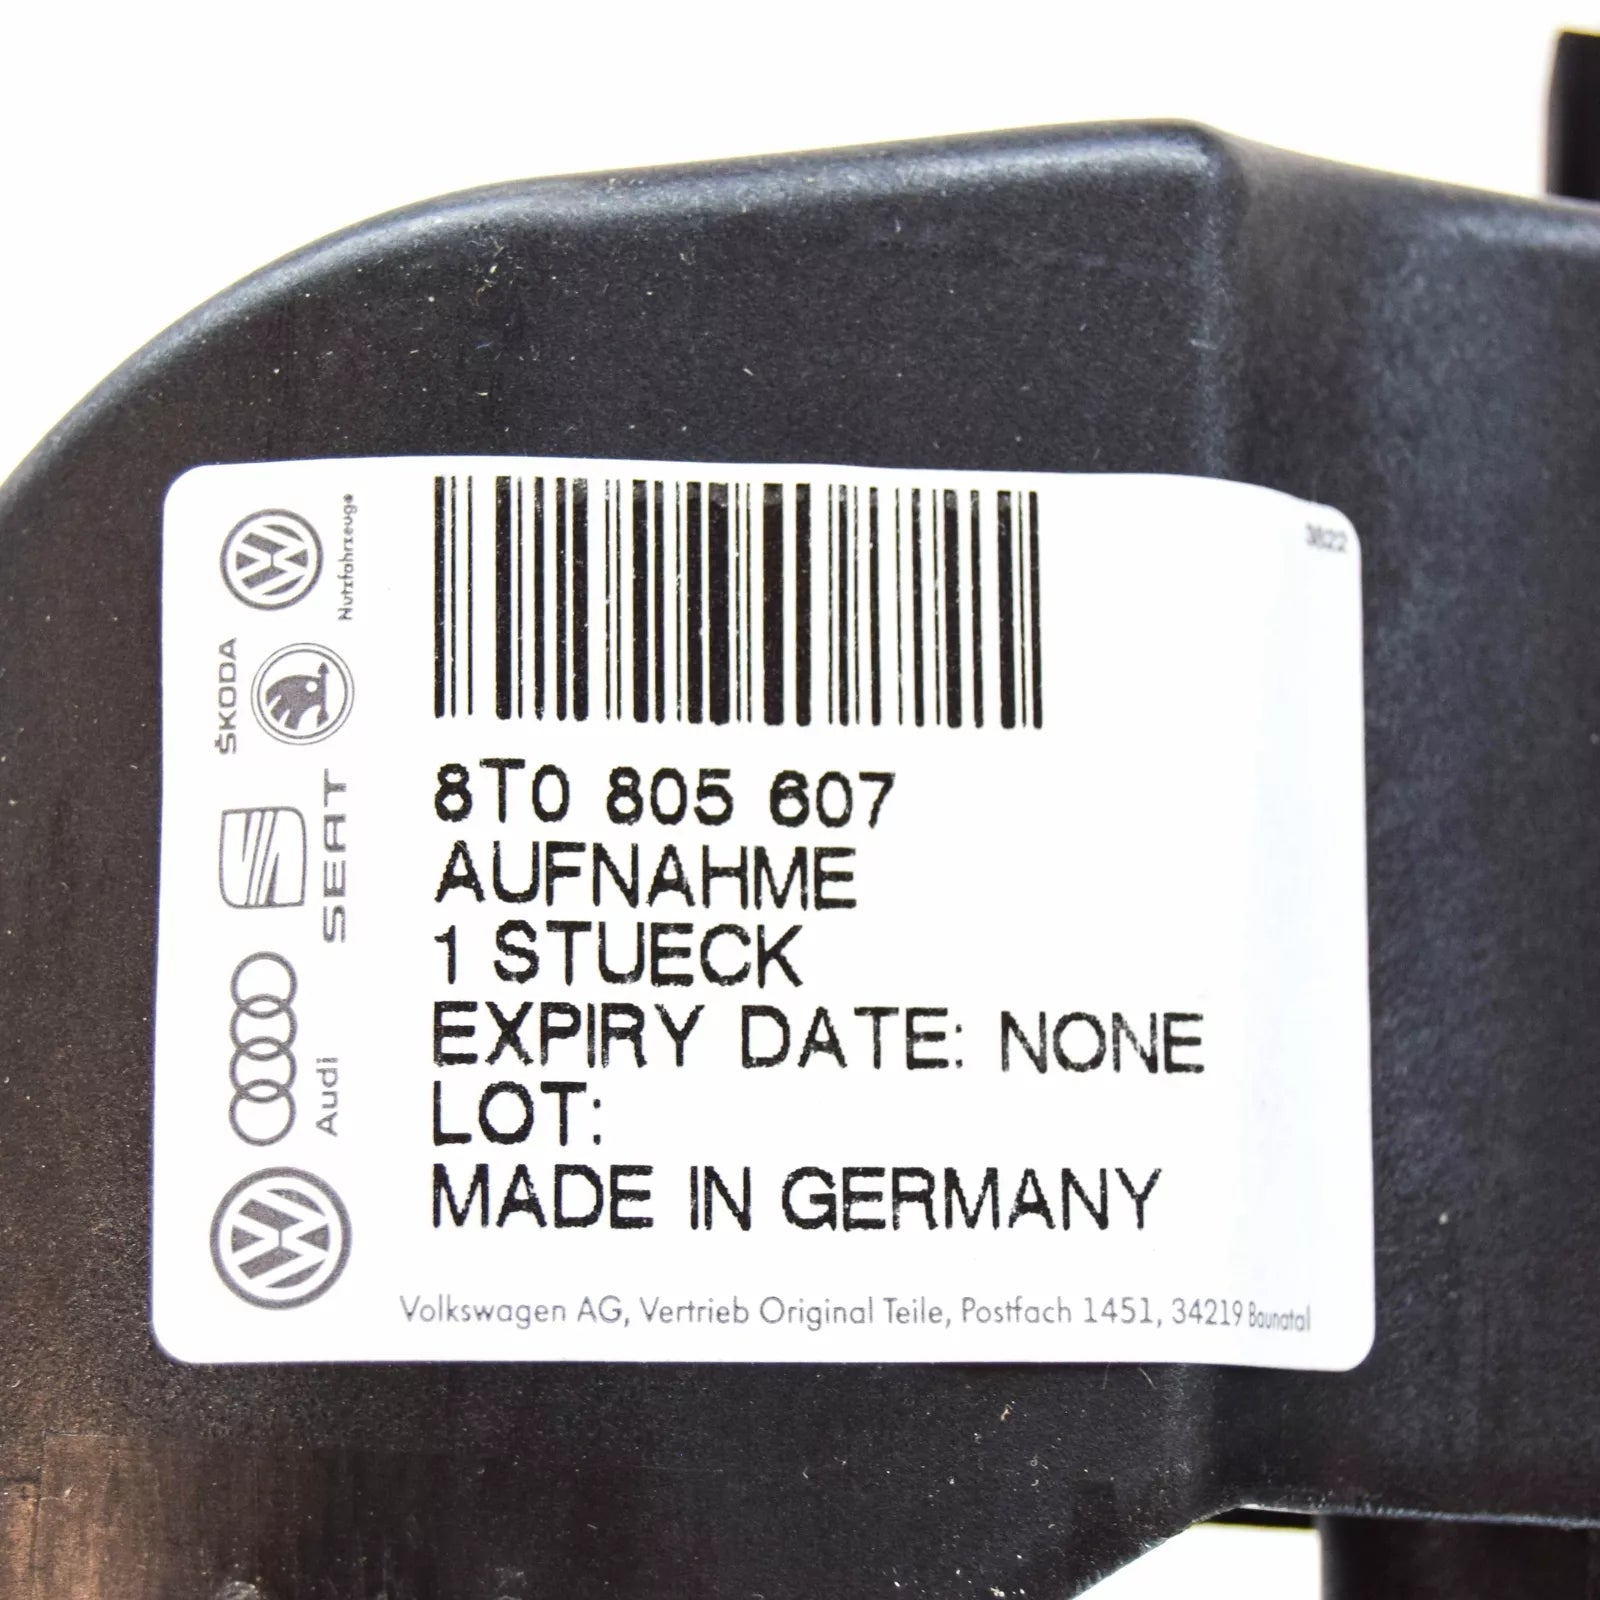 3822
8T0 805 607
AUFNAHME
1 STUECK
EXPIRY DATE: NONE
LOT:
MADE IN GERMANY
Volkswagen AG, Vertrieb Original Teile, Postfach 1451, 34219 Baunatal
Nutzfahrzeuge
ŠKODA
SEAT
Audi